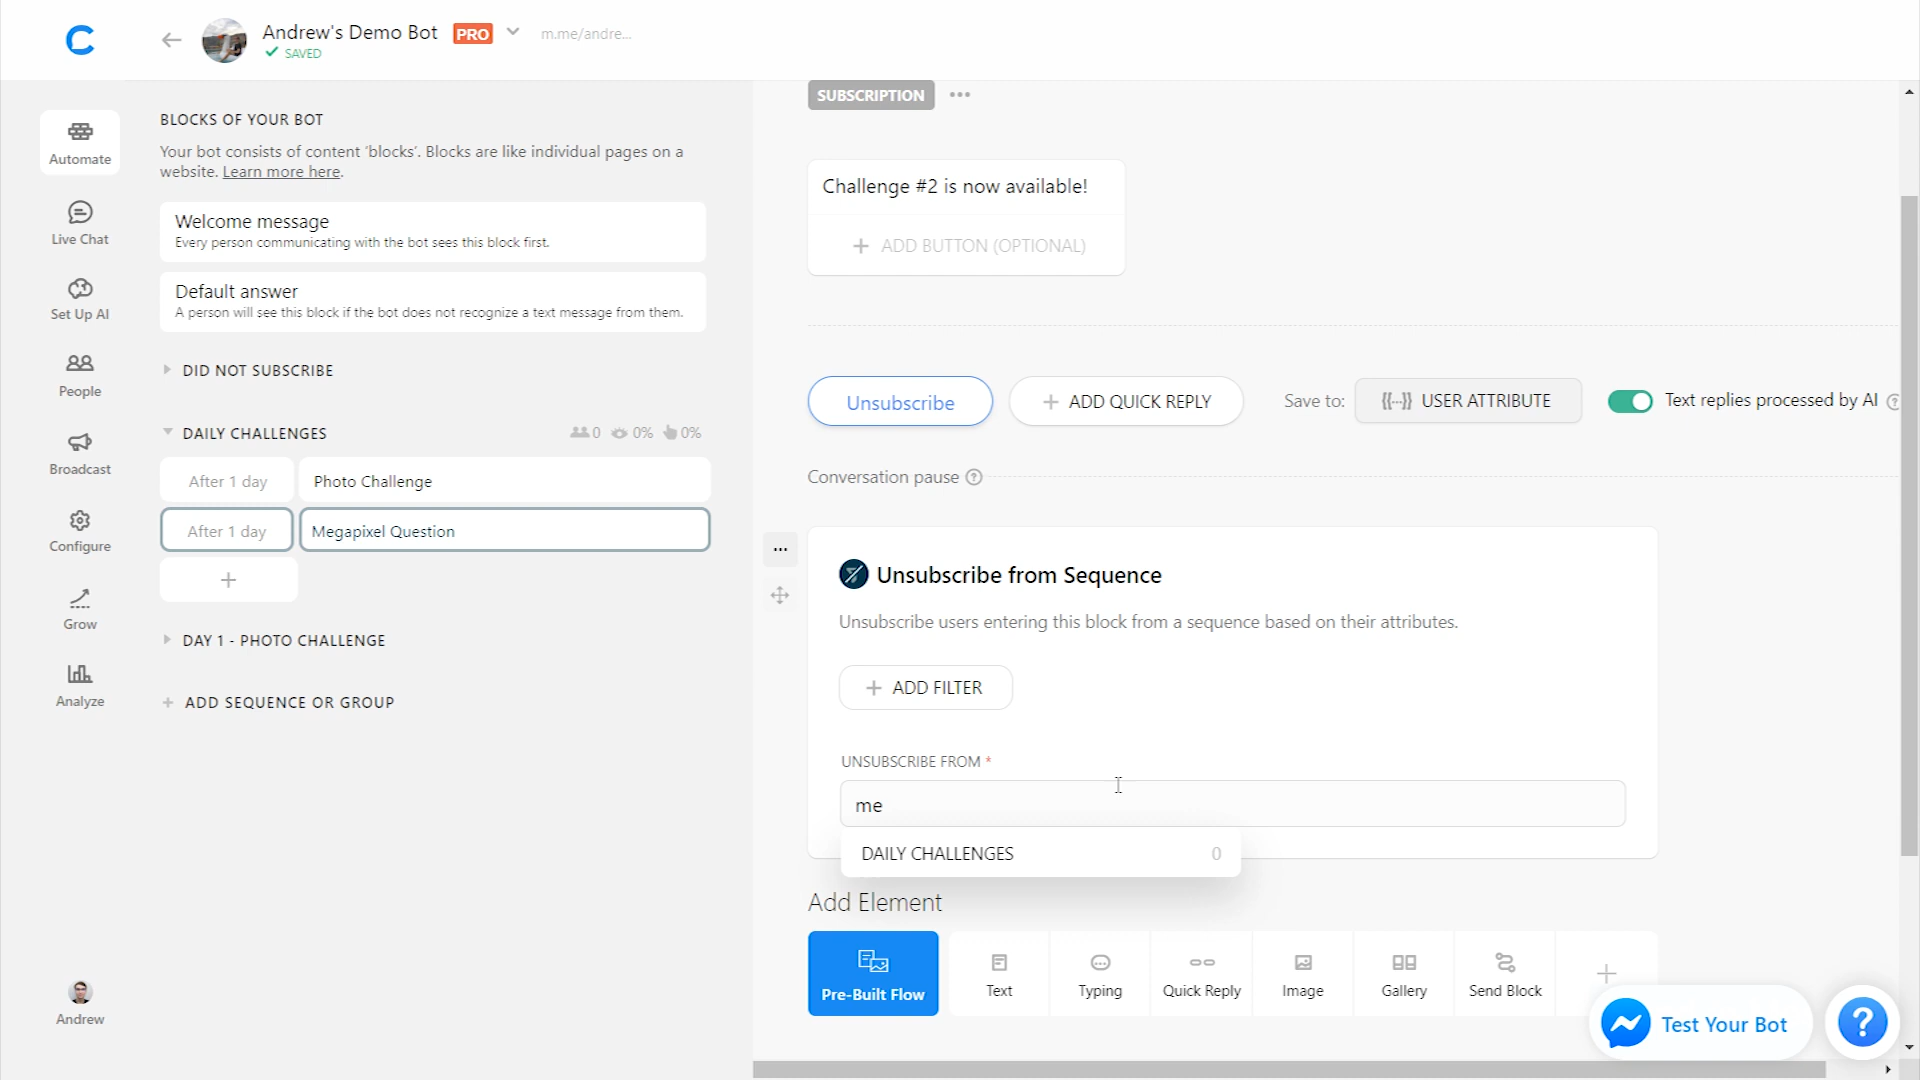 Andrew's Demo Bot PRO m.me/andre...
SAVED
Automate
Live Chat
Set Up AI
People
Broadcast
Configure
Grow
Analyze
Andrew
BLOCKS OF YOUR BOT
Your bot consists of content 'blocks'. Blocks are like individual pages on a
website. Learn more here.
Welcome message
Every person communicating with the bot sees this block first.
Default answer
A person will see this block if the bot does not recognize a text message from them.
DID NOT SUBSCRIBE
DAILY CHALLENGES 0 0% 0%
After 1 day Photo Challenge
After 1 day Megapixel Question
+
DAY 1 - PHOTO CHALLENGE
+ ADD SEQUENCE OR GROUP
SUBSCRIPTION ...
Challenge #2 is now available!
+ ADD BUTTON (OPTIONAL)
Unsubscribe + ADD QUICK REPLY Save to: {{...}} USER ATTRIBUTE Text replies processed by AI ?
Conversation pause ?
...
Unsubscribe from Sequence
Unsubscribe users entering this block from a sequence based on their attributes.
+ ADD FILTER
UNSUBSCRIBE FROM *
me
DAILY CHALLENGES 0
Add Element
Pre-Built Flow Text Typing Quick Reply Image Gallery Send Block +
Test Your Bot ?